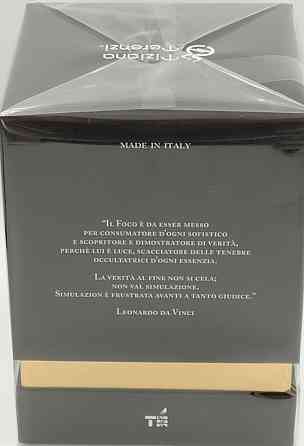 Tiziana
Terenzi
MADE IN ITALY
"IL FOCO È DA ESSER MESSO
PER CONSUMATORE D'OGNI SOFISTICO
E SCOPRITORE E DIMOSTRATORE DI VERITÀ,
PERCHÉ LUI È LUCE, SCACCIATORE DELLE TENEBRE
OCCULTATRICI D'OGNI ESSENZIA.
LA VERITÀ AL FINE NON SI CELA;
NON VAL SIMULAZIONE.
SIMULAZION È FRUSTRATA AVANTI A TANTO GIUDICE."
LEONARDO DA VINCI